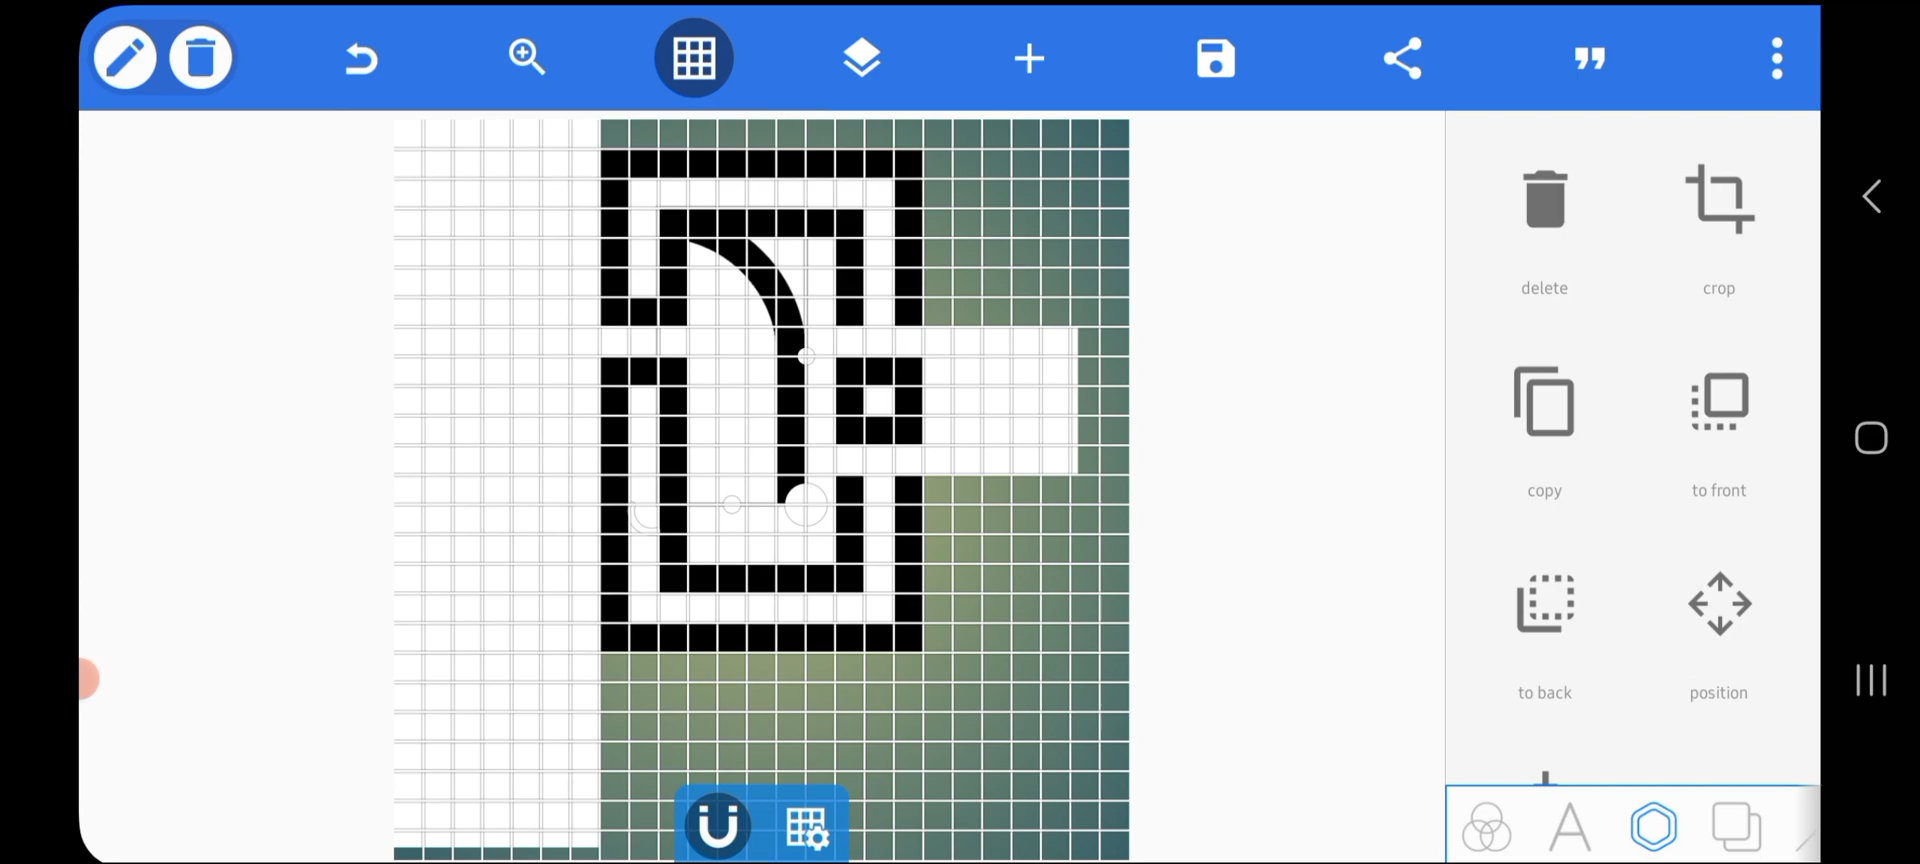 delete
crop
copy
to front
to back
position